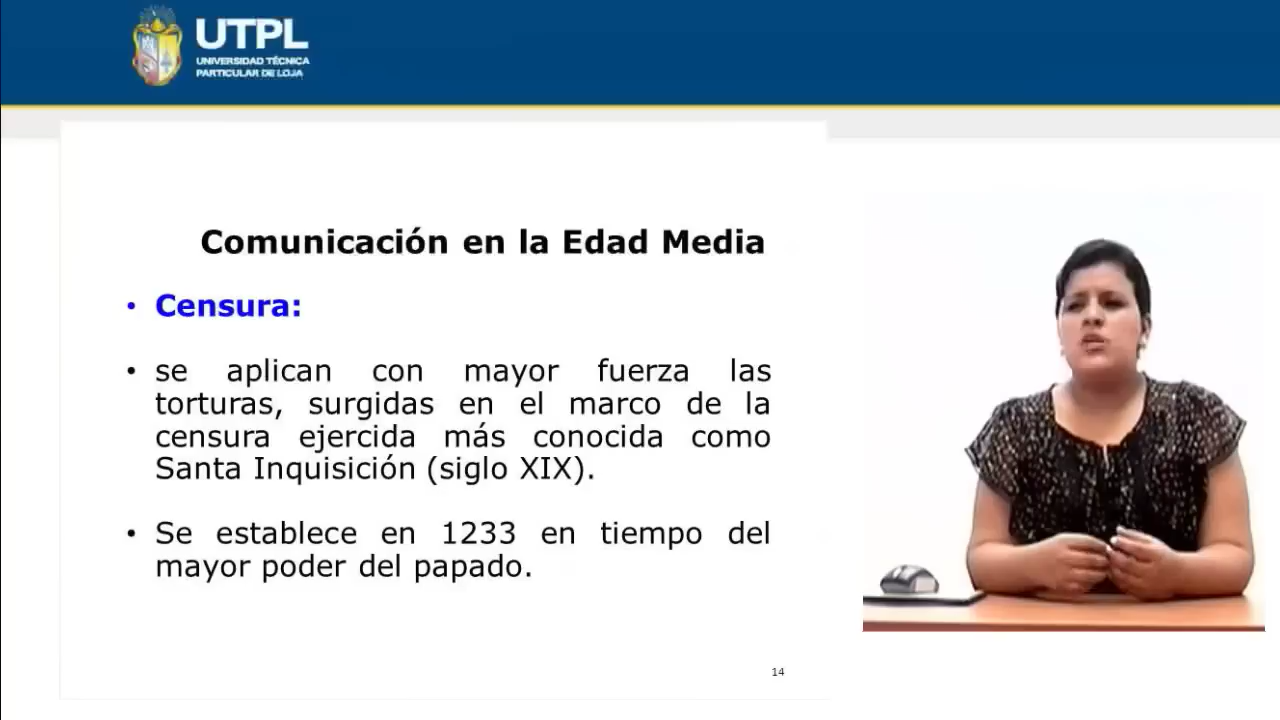 UTPL
UNIVERSIDAD TÉCNICA
PARTICULAR DE LOJA
Comunicación en la Edad Media
• Censura:
• se aplican con mayor fuerza las
torturas, surgidas en el marco de la
censura ejercida más conocida como
Santa Inquisición (siglo XIX).
• Se establece en 1233 en tiempo del
mayor poder del papado.
14